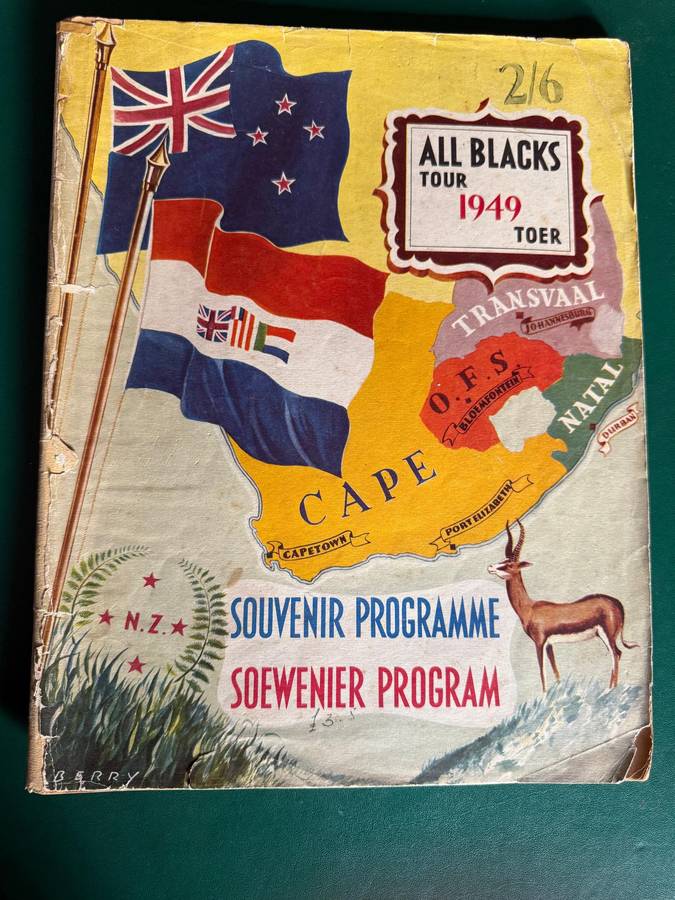 2/6
ALL BLACKS
TOUR
1949
TOER
TRANSVAAL
JOHANNESBURG
O.F.S.
BLOEMFONTEIN
NATAL
DURBAN
CAPE
CAPETOWN
PORT ELIZABETH
N.Z.
SOUVENIR PROGRAMME
SOEWENIER PROGRAM
BERRY